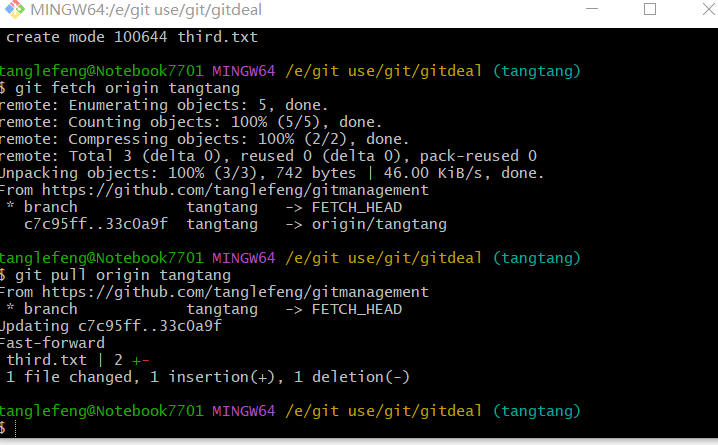 MINGW64:/e/git use/git/gitdeal
create mode 100644 third.txt
tanglefeng@Notebook7701 MINGW64 /e/git use/git/gitdeal (tangtang)
$ git fetch origin tangtang
remote: Enumerating objects: 5, done.
remote: Counting objects: 100% (5/5), done.
remote: Compressing objects: 100% (2/2), done.
remote: Total 3 (delta 0), reused 0 (delta 0), pack-reused 0
Unpacking objects: 100% (3/3), 742 bytes | 46.00 KiB/s, done.
From https://github.com/tanglefeng/gitmanagement
 * branch            tangtang   -> FETCH_HEAD
   c7c95ff..33c0a9f  tangtang   -> origin/tangtang
tanglefeng@Notebook7701 MINGW64 /e/git use/git/gitdeal (tangtang)
$ git pull origin tangtang
From https://github.com/tanglefeng/gitmanagement
 * branch            tangtang   -> FETCH_HEAD
Updating c7c95ff..33c0a9f
Fast-forward
 third.txt | 2 +-
 1 file changed, 1 insertion(+), 1 deletion(-)
tanglefeng@Notebook7701 MINGW64 /e/git use/git/gitdeal (tangtang)
$